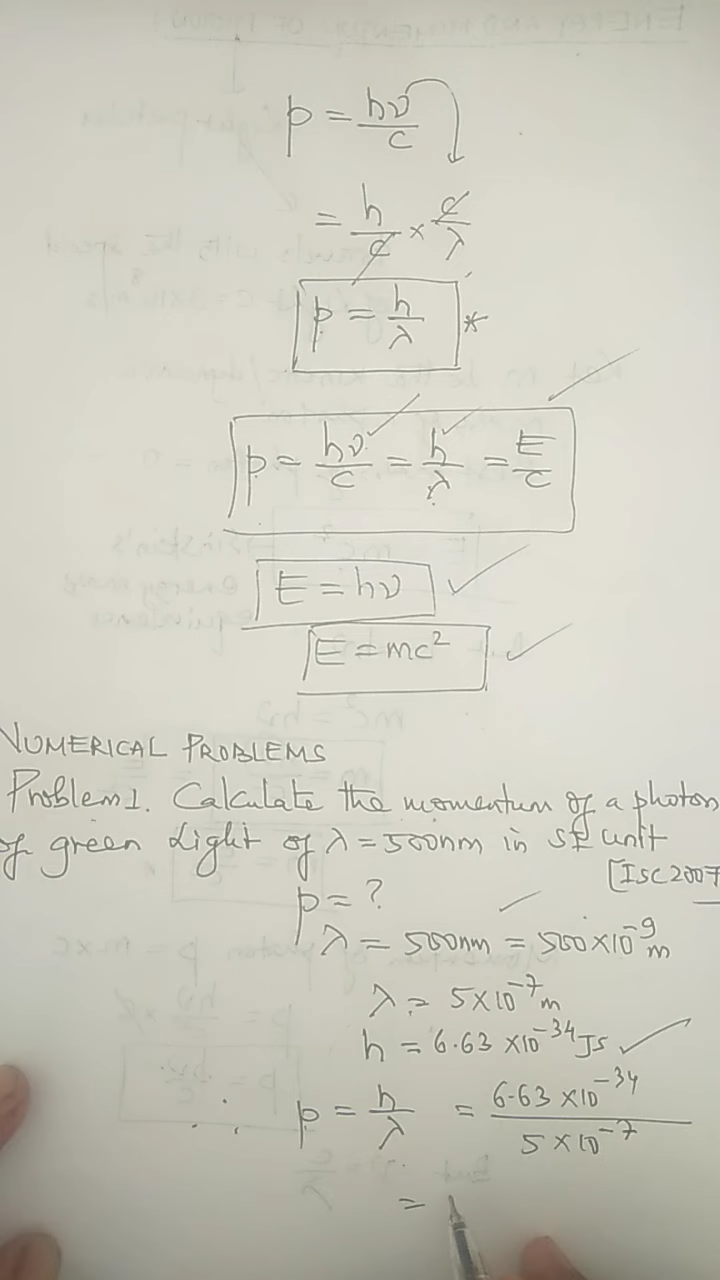 p = hν/c
= h/c × c/λ
p = h/λ *
p = hν/c = h/λ = E/c
E = hν
E = mc²
NUMERICAL PROBLEMS
Problem 1. Calculate the momentum of a photon
of green light of λ = 500nm in SI unit
[ISC 2007
p = ?
λ = 500nm = 500 × 10⁻⁹ m
λ = 5 × 10⁻⁷ m
h = 6.63 × 10⁻³⁴ Js
∴ p = h/λ = 6.63 × 10⁻³⁴ / 5 × 10⁻⁷
=